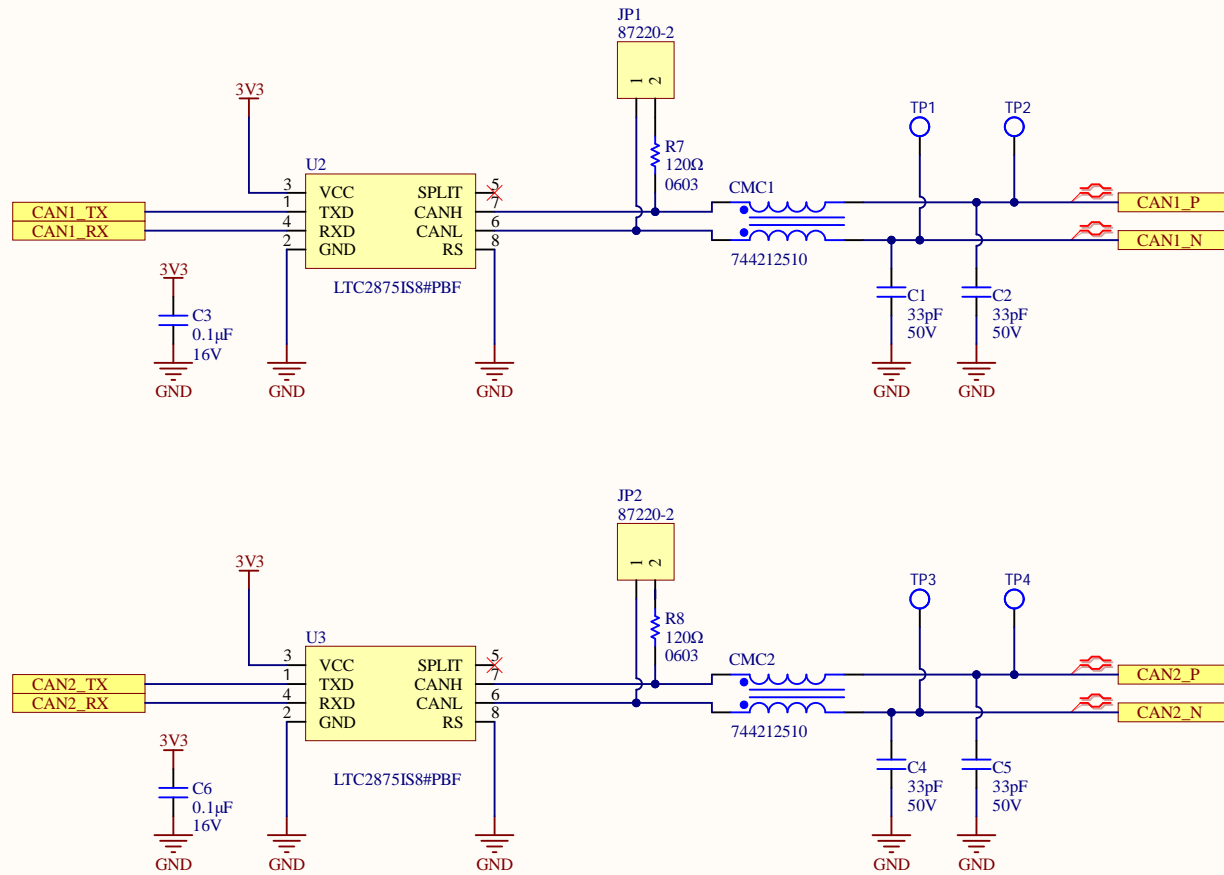 JP1
87220-2
1 2
3V3
TP1 TP2
R7
120Ω
0603
U2
3 VCC SPLIT 5
CAN1_TX 1 TXD CANH 7
CAN1_RX 4 RXD CANL 6
2 GND RS 8
LTC2875IS8#PBF
CMC1
744212510
CAN1_P
CAN1_N
3V3
C3
0.1µF
16V
C1
33pF
50V
C2
33pF
50V
GND GND GND GND GND
JP2
87220-2
1 2
3V3
TP3 TP4
R8
120Ω
0603
U3
3 VCC SPLIT 5
CAN2_TX 1 TXD CANH 7
CAN2_RX 4 RXD CANL 6
2 GND RS 8
LTC2875IS8#PBF
CMC2
744212510
CAN2_P
CAN2_N
3V3
C6
0.1µF
16V
C4
33pF
50V
C5
33pF
50V
GND GND GND GND GND